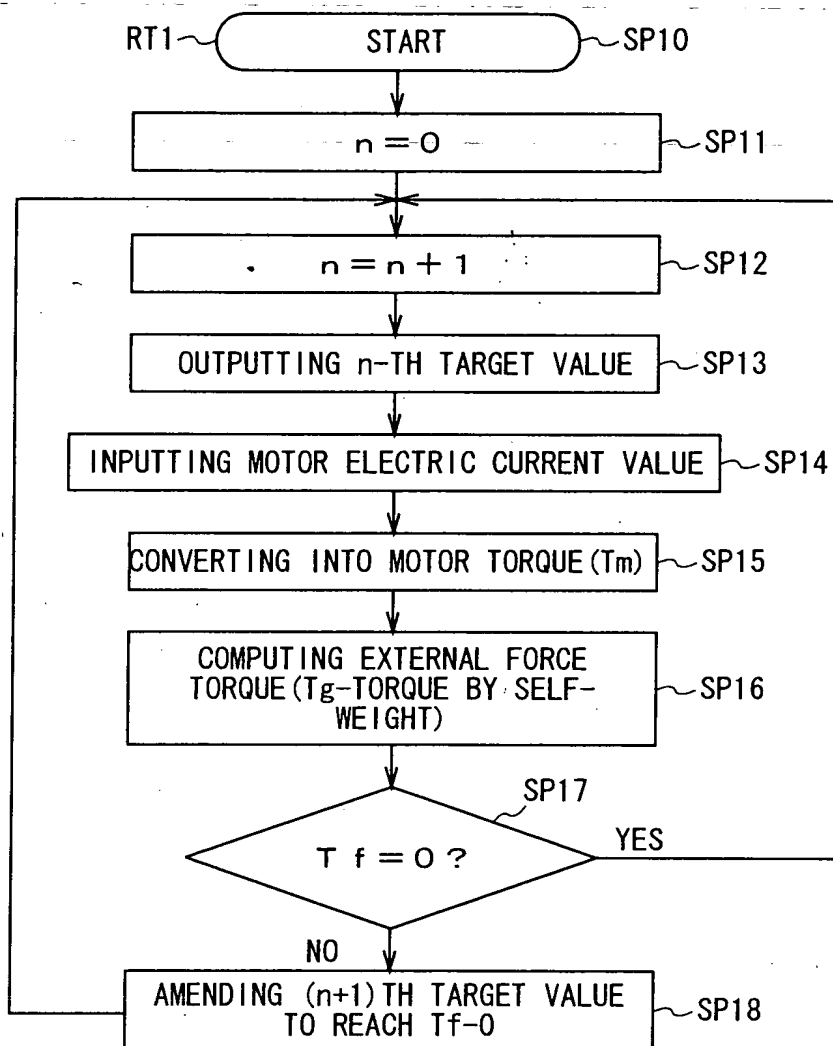 RT1 START SP10
n=0 SP11
n=n+1 SP12
OUTPUTTING n-TH TARGET VALUE SP13
INPUTTING MOTOR ELECTRIC CURRENT VALUE SP14
CONVERTING INTO MOTOR TORQUE(Tm) SP15
COMPUTING EXTERNAL FORCE
TORQUE(Tg-TORQUE BY SELF-
WEIGHT)
SP16
SP17
Tf=0?
YES
NO
AMENDING (n+1)TH TARGET VALUE
TO REACH Tf-0
SP18